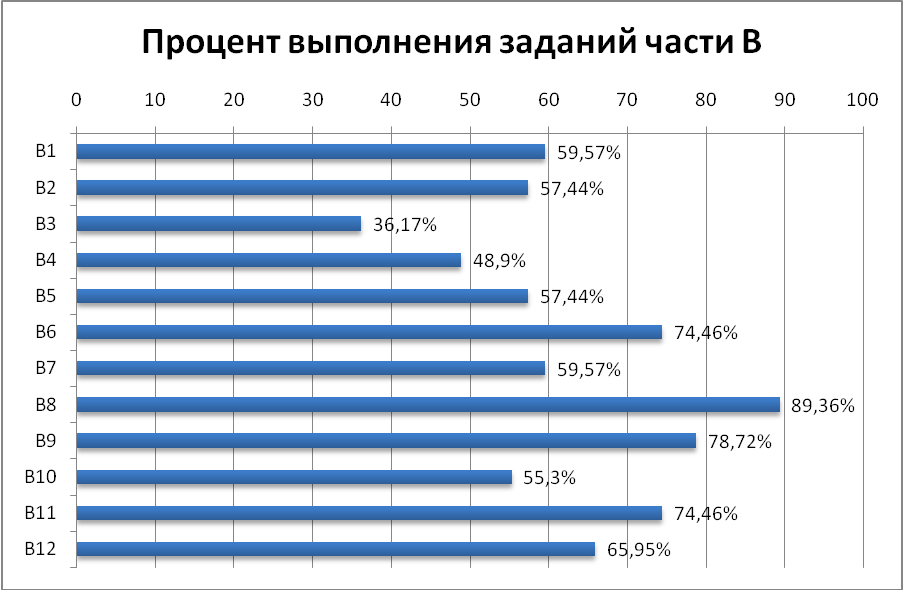 Процент выполнения заданий части В
0 10 20 30 40 50 60 70 80 90 100
В1 59,57%
В2 57,44%
В3 36,17%
В4 48,9%
В5 57,44%
В6 74,46%
В7 59,57%
В8 89,36%
В9 78,72%
В10 55,3%
В11 74,46%
В12 65,95%